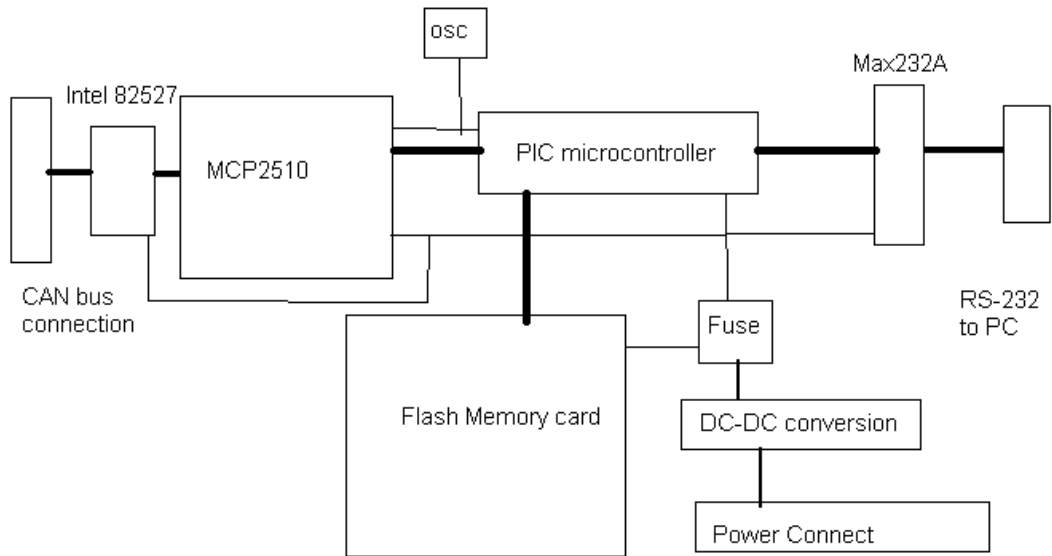 osc
Max232A
Intel 82527
MCP2510
PIC microcontroller
CAN bus
connection
RS-232
to PC
Fuse
Flash Memory card
DC-DC conversion
Power Connect